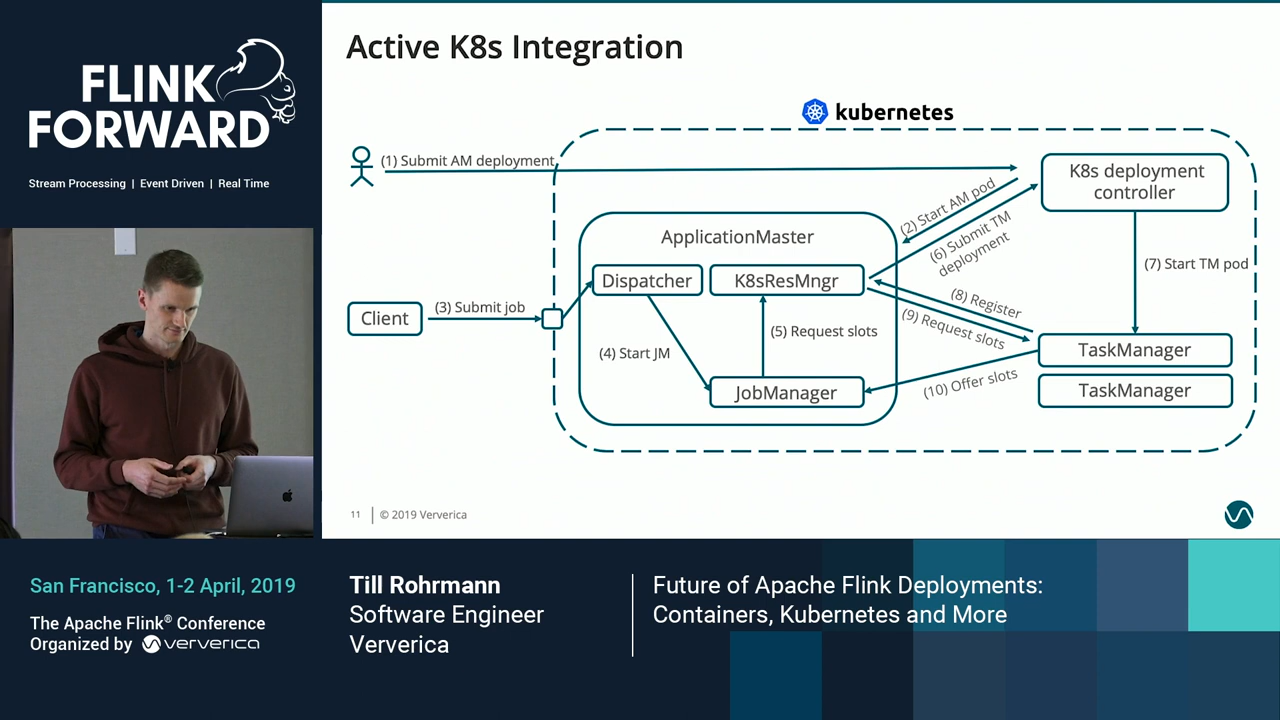 FLINK
FORWARD
Stream Processing | Event Driven | Real Time
Active K8s Integration
kubernetes
(1) Submit AM deployment
K8s deployment
controller
(2) Start AM pod
(6) Submit TM
deployment
ApplicationMaster
(7) Start TM pod
Dispatcher
K8sResMngr
(8) Register
(9) Request slots
Client
(3) Submit job
(4) Start JM
(5) Request slots
TaskManager
TaskManager
(10) Offer slots
JobManager
11 | © 2019 Ververica
San Francisco, 1-2 April, 2019
The Apache Flink® Conference
Organized by ververica
Till Rohrmann
Software Engineer
Ververica
Future of Apache Flink Deployments:
Containers, Kubernetes and More